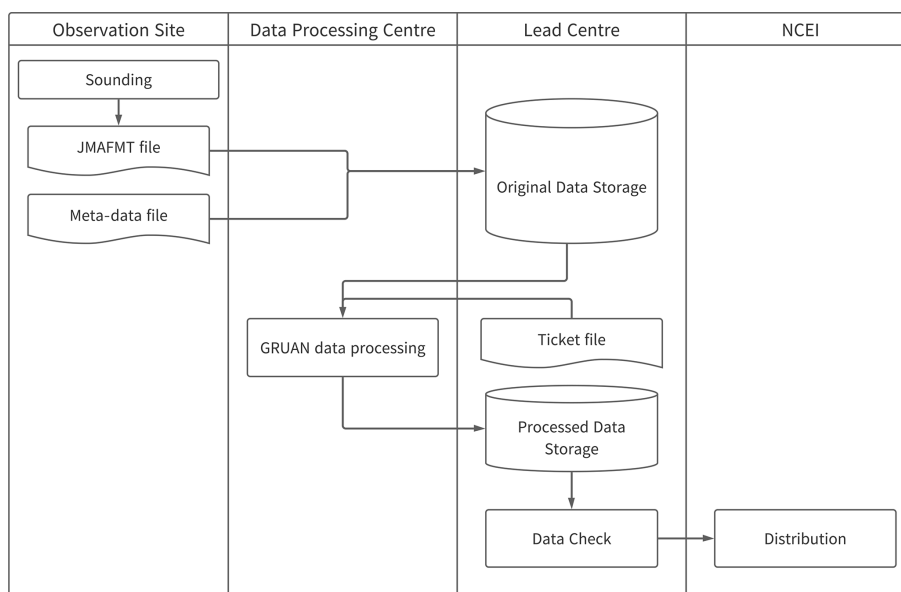 Observation Site
Data Processing Centre
Lead Centre
NCEI
Sounding
JMAFMT file
Meta-data file
Original Data Storage
GRUAN data processing
Ticket file
Processed Data
Storage
Data Check
Distribution